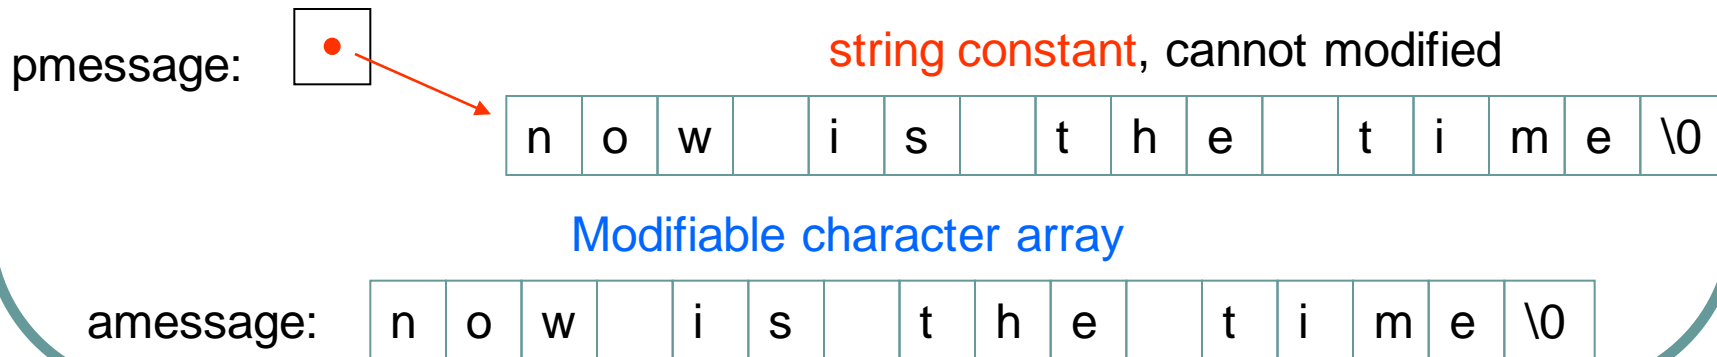 pmessage:
string constant, cannot modified
n o w i s t h e t i m e \0
Modifiable character array
amessage: n o w i s t h e t i m e \0